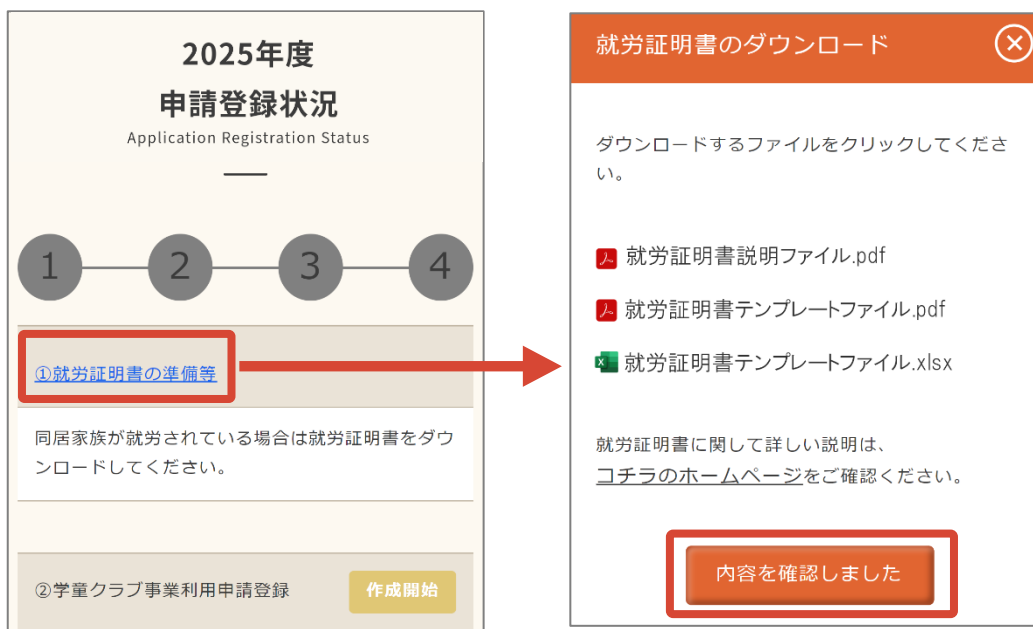 2025年度
申請登録状況
Application Registration Status
1
2
3
4
①就労証明書の準備等
同居家族が就労されている場合は就労証明書をダウ
ンロードしてください。
②学童クラブ事業利用申請登録
作成開始
就労証明書のダウンロード
ダウンロードするファイルをクリックしてくださ
い。
就労証明書説明ファイル.pdf
就労証明書テンプレートファイル.pdf
就労証明書テンプレートファイル.xlsx
就労証明書に関して詳しい説明は、
コチラのホームページをご確認ください。
内容を確認しました